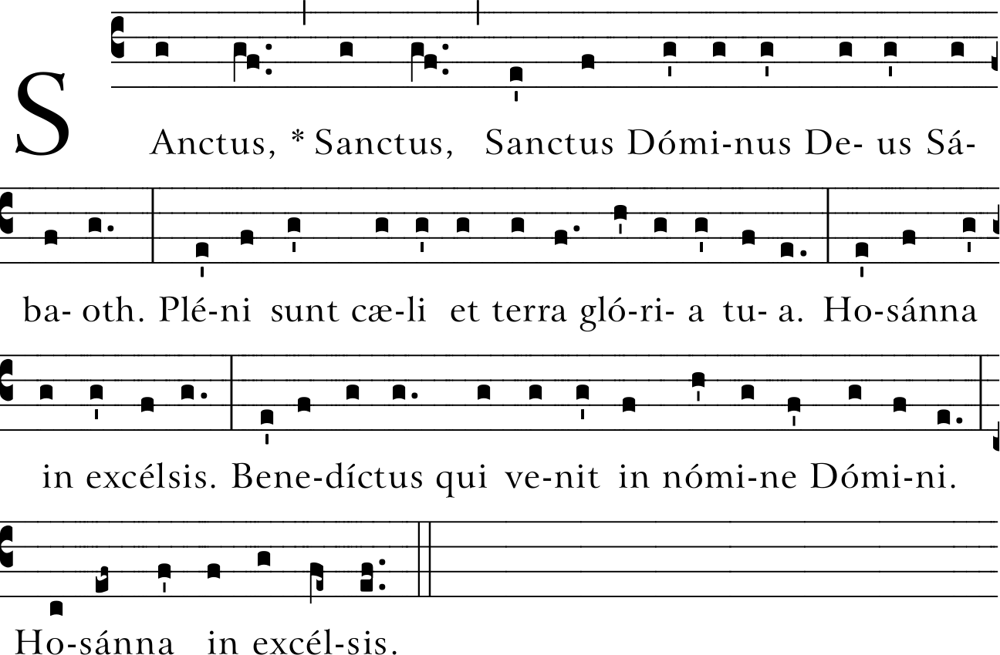 SAnctus, * Sanctus, Sanctus Dómi-nus De- us Sá-
ba- oth. Plé-ni sunt cæ-li et terra gló-ri- a tu- a. Ho-sánna
in excélsis. Bene-díctus qui ve-nit in nómi-ne Dómi-ni.
Ho-sánna in excél-sis.